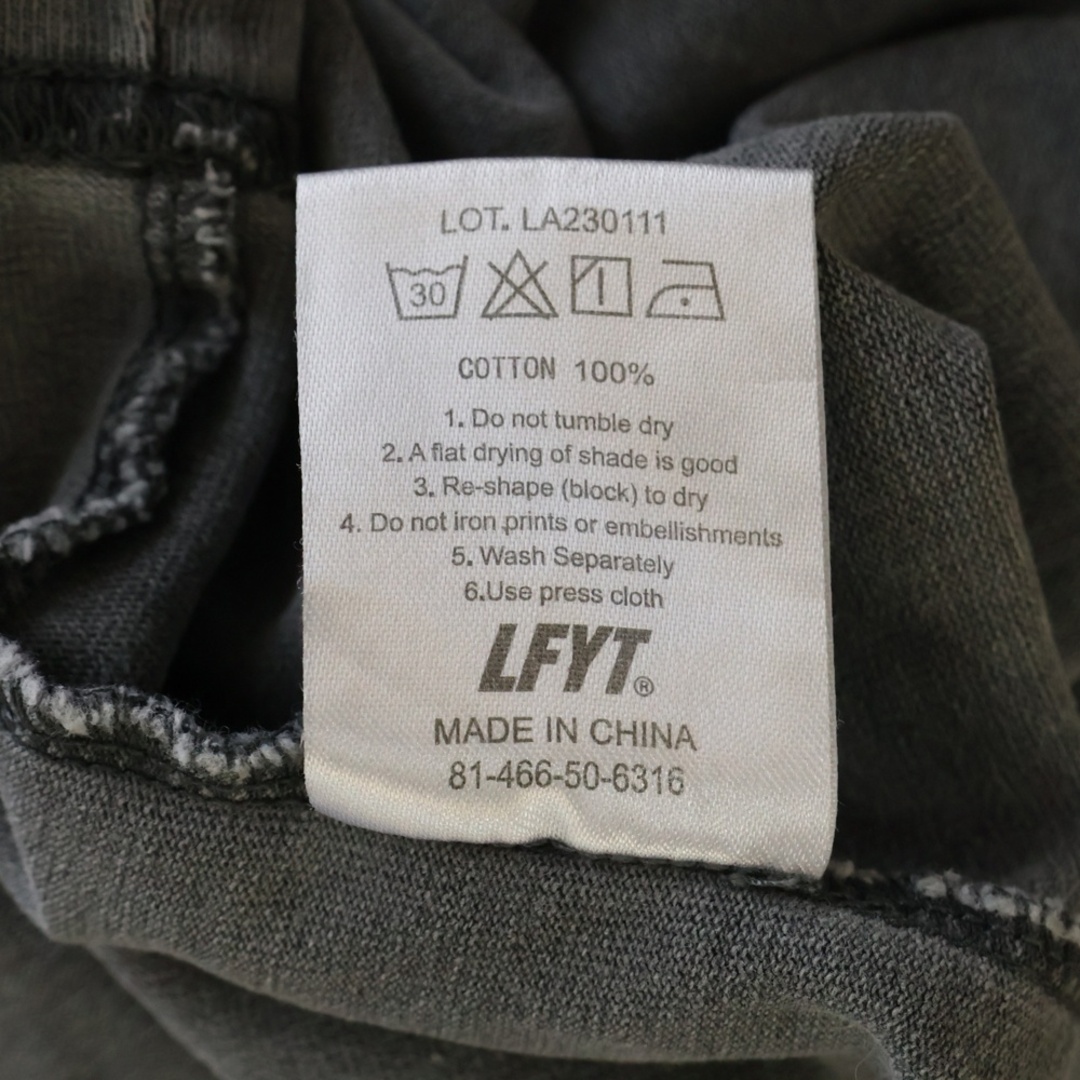 LOT. LA230111
30
COTTON 100%
1. Do not tumble dry
2. A flat drying of shade is good
3. Re-shape (block) to dry
4. Do not iron prints or embellishments
5. Wash Separately
6.Use press cloth
LFYT®
MADE IN CHINA
81-466-50-6316